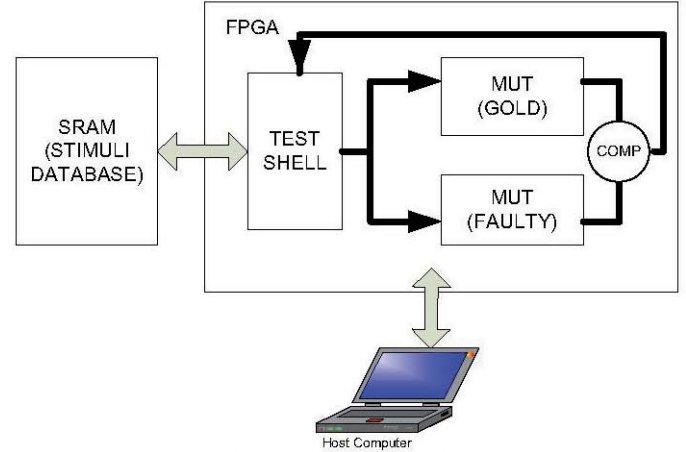 FPGA
SRAM
(STIMULI
DATABASE)
TEST
SHELL
MUT
(GOLD)
COMP
MUT
(FAULTY)
Host Computer